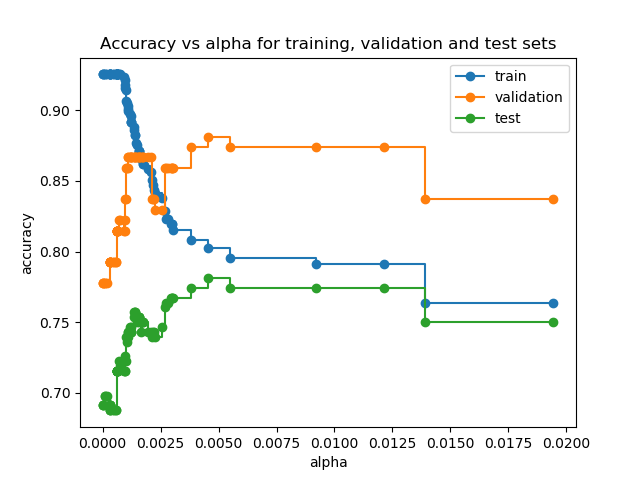 Accuracy vs alpha for training, validation and test sets
train
validation
test
accuracy
0.90
0.85
0.80
0.75
0.70
0.0000 0.0025 0.0050 0.0075 0.0100 0.0125 0.0150 0.0175 0.0200
alpha